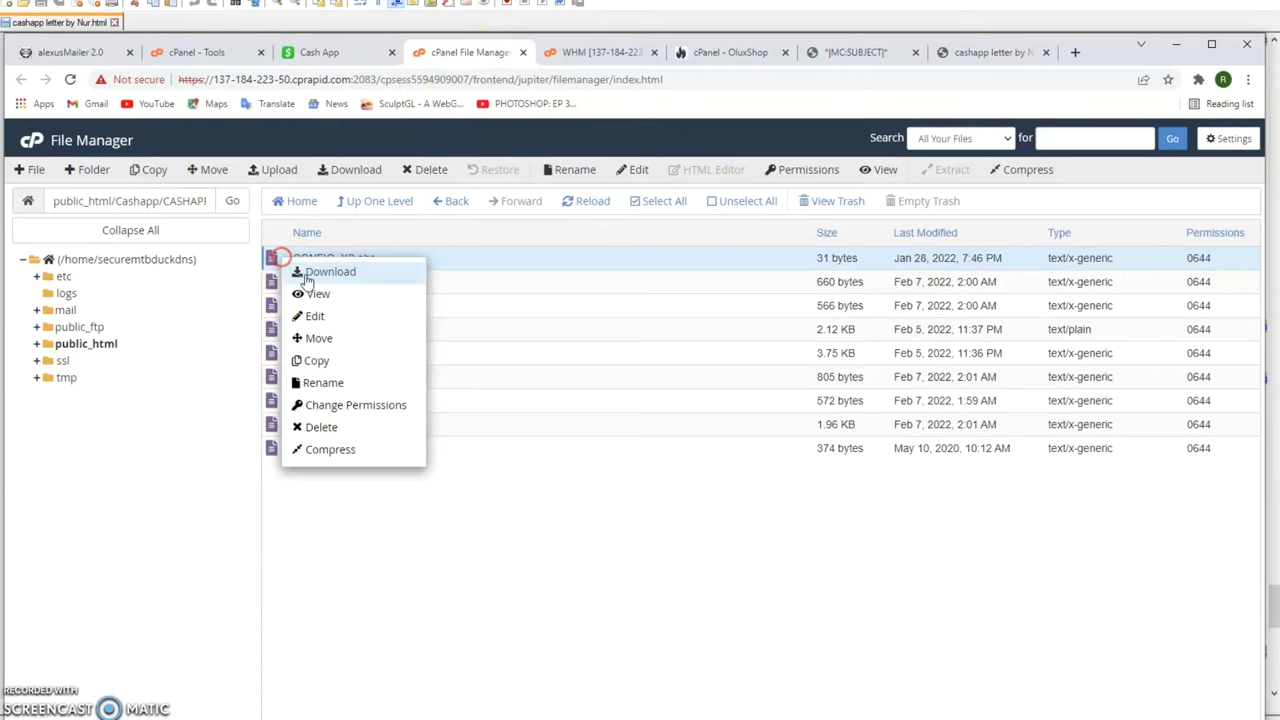 cashapp letter by Nur.html
alexusMailer 2.0
cPanel - Tools
Cash App
cPanel File Manage
WHM [137-184-223
cPanel - OluxShop
*|MC:SUBJECT|*
cashapp letter by N
Not secure
https://137-184-223-50.cprapid.com:2083/cpsess5594909007/frontend/jupiter/filemanager/index.html
R
Apps
Gmail
YouTube
Maps
Translate
News
SculptGL - A WebG...
PHOTOSHOP: EP 3...
Reading list
cP File Manager
Search
All Your Files
for
Go
Settings
+ File
+ Folder
Copy
Move
Upload
Download
Delete
Restore
Rename
Edit
HTML Editor
Permissions
View
Extract
Compress
public_html/Cashapp/CASHAPI
Go
Home
Up One Level
Back
Forward
Reload
Select All
Unselect All
View Trash
Empty Trash
Collapse All
Name
Size
Last Modified
Type
Permissions
(/home/securemtbduckdns)
etc
logs
mail
public_ftp
public_html
ssl
tmp
31 bytes
Jan 28, 2022, 7:46 PM
text/x-generic
0644
660 bytes
Feb 7, 2022, 2:00 AM
text/x-generic
0644
566 bytes
Feb 7, 2022, 2:00 AM
text/x-generic
0644
2.12 KB
Feb 5, 2022, 11:37 PM
text/plain
0644
3.75 KB
Feb 5, 2022, 11:36 PM
text/x-generic
0644
805 bytes
Feb 7, 2022, 2:01 AM
text/x-generic
0644
572 bytes
Feb 7, 2022, 1:59 AM
text/x-generic
0644
1.96 KB
Feb 7, 2022, 2:01 AM
text/x-generic
0644
374 bytes
May 10, 2020, 10:12 AM
text/x-generic
0644
Download
View
Edit
Move
Copy
Rename
Change Permissions
Delete
Compress
RECORDED WITH
SCREENCAST MATIC